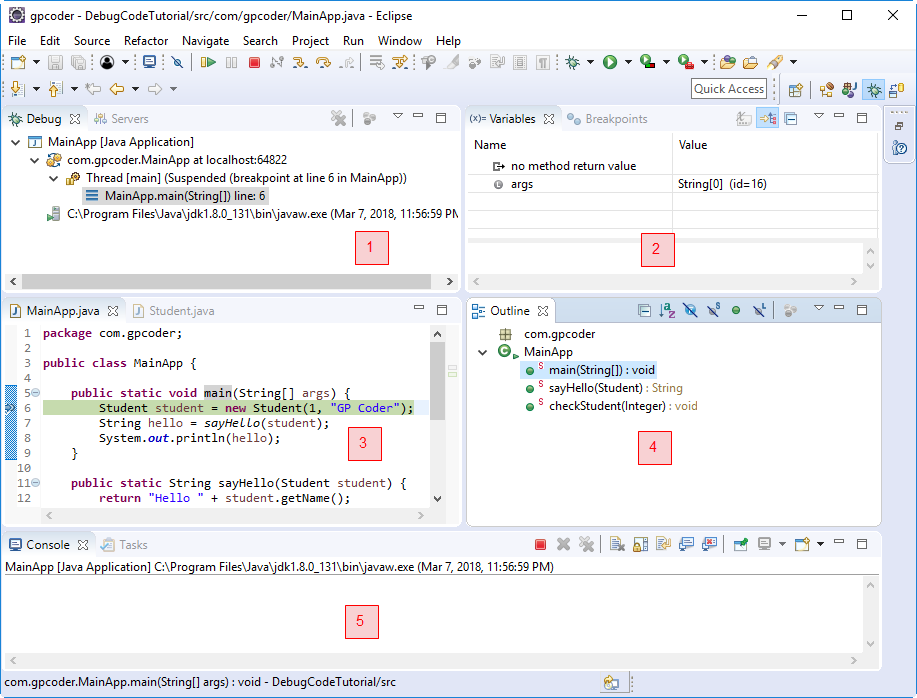 gpcoder - DebugCodeTutorial/src/com/gpcoder/MainApp.java - Eclipse
File Edit Source Refactor Navigate Search Project Run Window Help
Quick Access
Debug Servers
MainApp [Java Application]
com.gpcoder.MainApp at localhost:64822
Thread [main] (Suspended (breakpoint at line 6 in MainApp))
MainApp.main(String[]) line: 6
C:\Program Files\Java\jdk1.8.0_131\bin\javaw.exe (Mar 7, 2018, 11:56:59 PM
1
(x)= Variables Breakpoints
Name Value
no method return value
args String[0] (id=16)
2
MainApp.java Student.java
1 package com.gpcoder;
2
3 public class MainApp {
4
5 public static void main(String[] args) {
6 Student student = new Student(1, "GP Coder");
7 String hello = sayHello(student);
8 System.out.println(hello);
9 }
10
11 public static String sayHello(Student student) {
12 return "Hello " + student.getName();
3
Outline
com.gpcoder
MainApp
main(String[]) : void
sayHello(Student) : String
checkStudent(Integer) : void
4
Console Tasks
MainApp [Java Application] C:\Program Files\Java\jdk1.8.0_131\bin\javaw.exe (Mar 7, 2018, 11:56:59 PM)
5
com.gpcoder.MainApp.main(String[] args) : void - DebugCodeTutorial/src